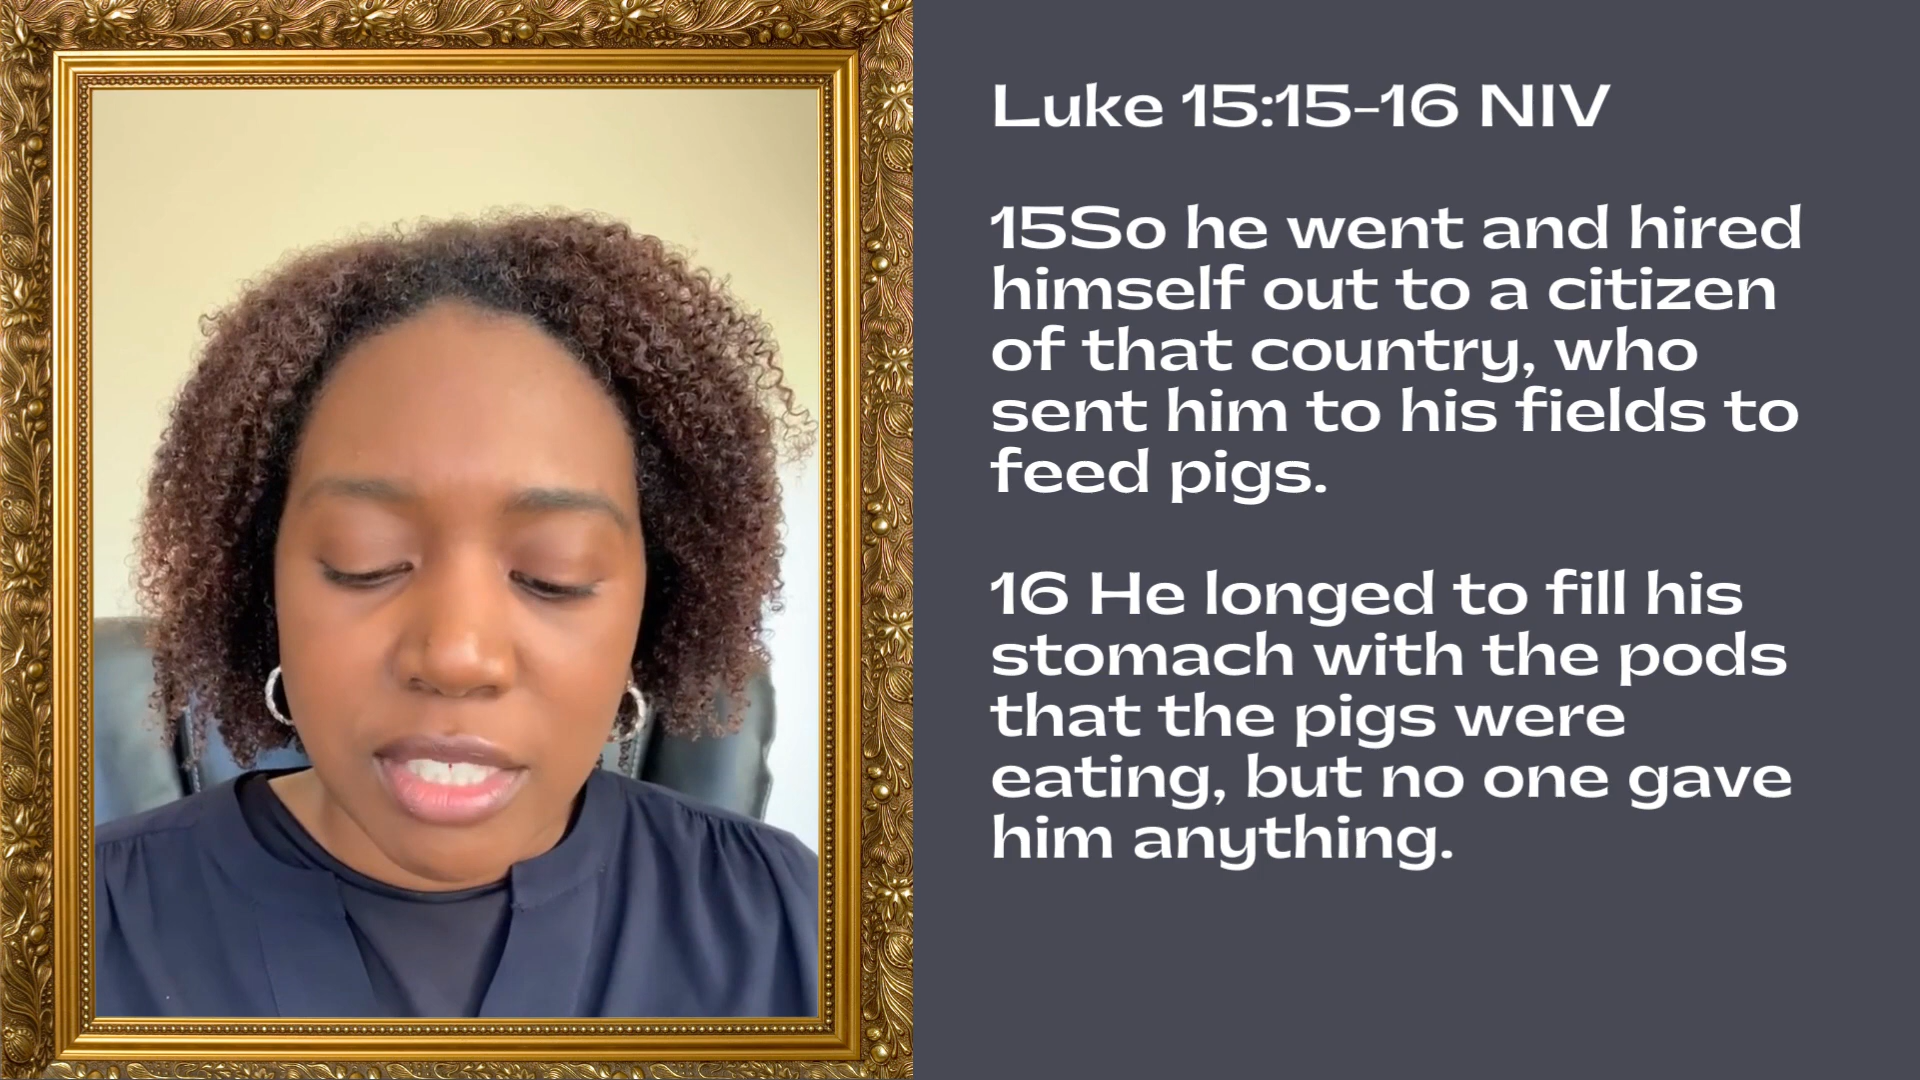 Luke 15:15-16 NIV
15So he went and hired
himself out to a citizen
of that country, who
sent him to his fields to
feed pigs.
16 He longed to fill his
stomach with the pods
that the pigs were
eating, but no one gave
him anything.